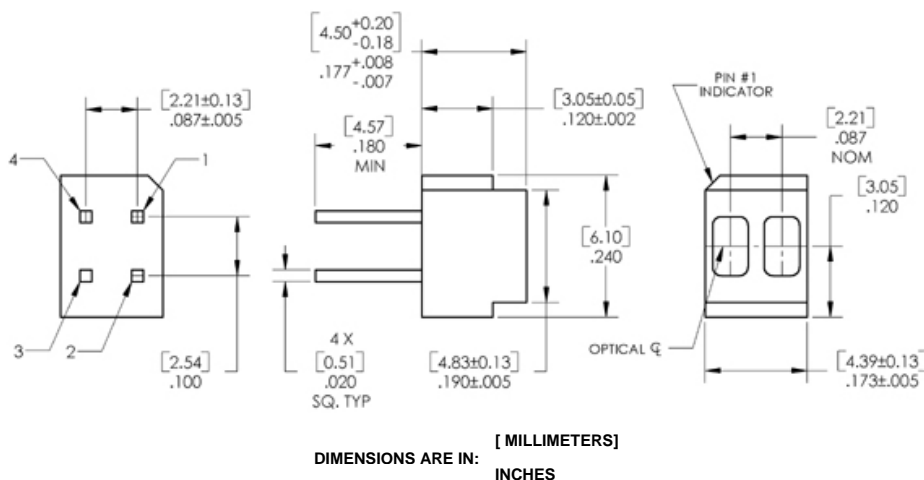 [2.21±0.13]
.087±.005
4
1
3
2
[2.54]
.100
[4.50+0.20
-0.18]
.177+.008
-.007
[3.05±0.05]
.120±.002
[4.57]
.180
MIN
[6.10]
.240
4 X
[0.51]
.020
SQ. TYP
[4.83±0.13]
.190±.005
PIN #1
INDICATOR
[2.21]
.087
NOM
[3.05]
.120
OPTICAL ℄
[4.39±0.13]
.173±.005
DIMENSIONS ARE IN:
[ MILLIMETERS]
INCHES